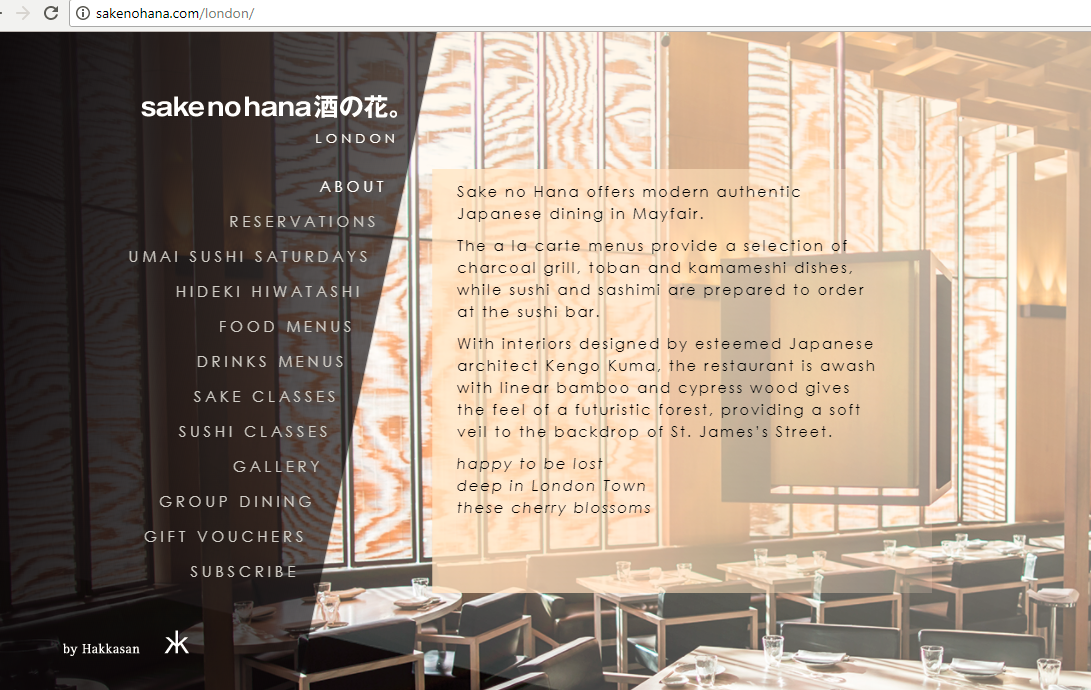 sakenohana.com/london/
sake no hana 酒の花。
LONDON
ABOUT
RESERVATIONS
UMAI SUSHI SATURDAYS
HIDEKI HIWATASHI
FOOD MENUS
DRINKS MENUS
SAKE CLASSES
SUSHI CLASSES
GALLERY
GROUP DINING
GIFT VOUCHERS
SUBSCRIBE
by Hakkasan
Sake no Hana offers modern authentic
Japanese dining in Mayfair.
The a la carte menus provide a selection of
charcoal grill, toban and kamameshi dishes,
while sushi and sashimi are prepared to order
at the sushi bar.
With interiors designed by esteemed Japanese
architect Kengo Kuma, the restaurant is awash
with linear bamboo and cypress wood gives
the feel of a futuristic forest, providing a soft
veil to the backdrop of St. James's Street.
happy to be lost
deep in London Town
these cherry blossoms